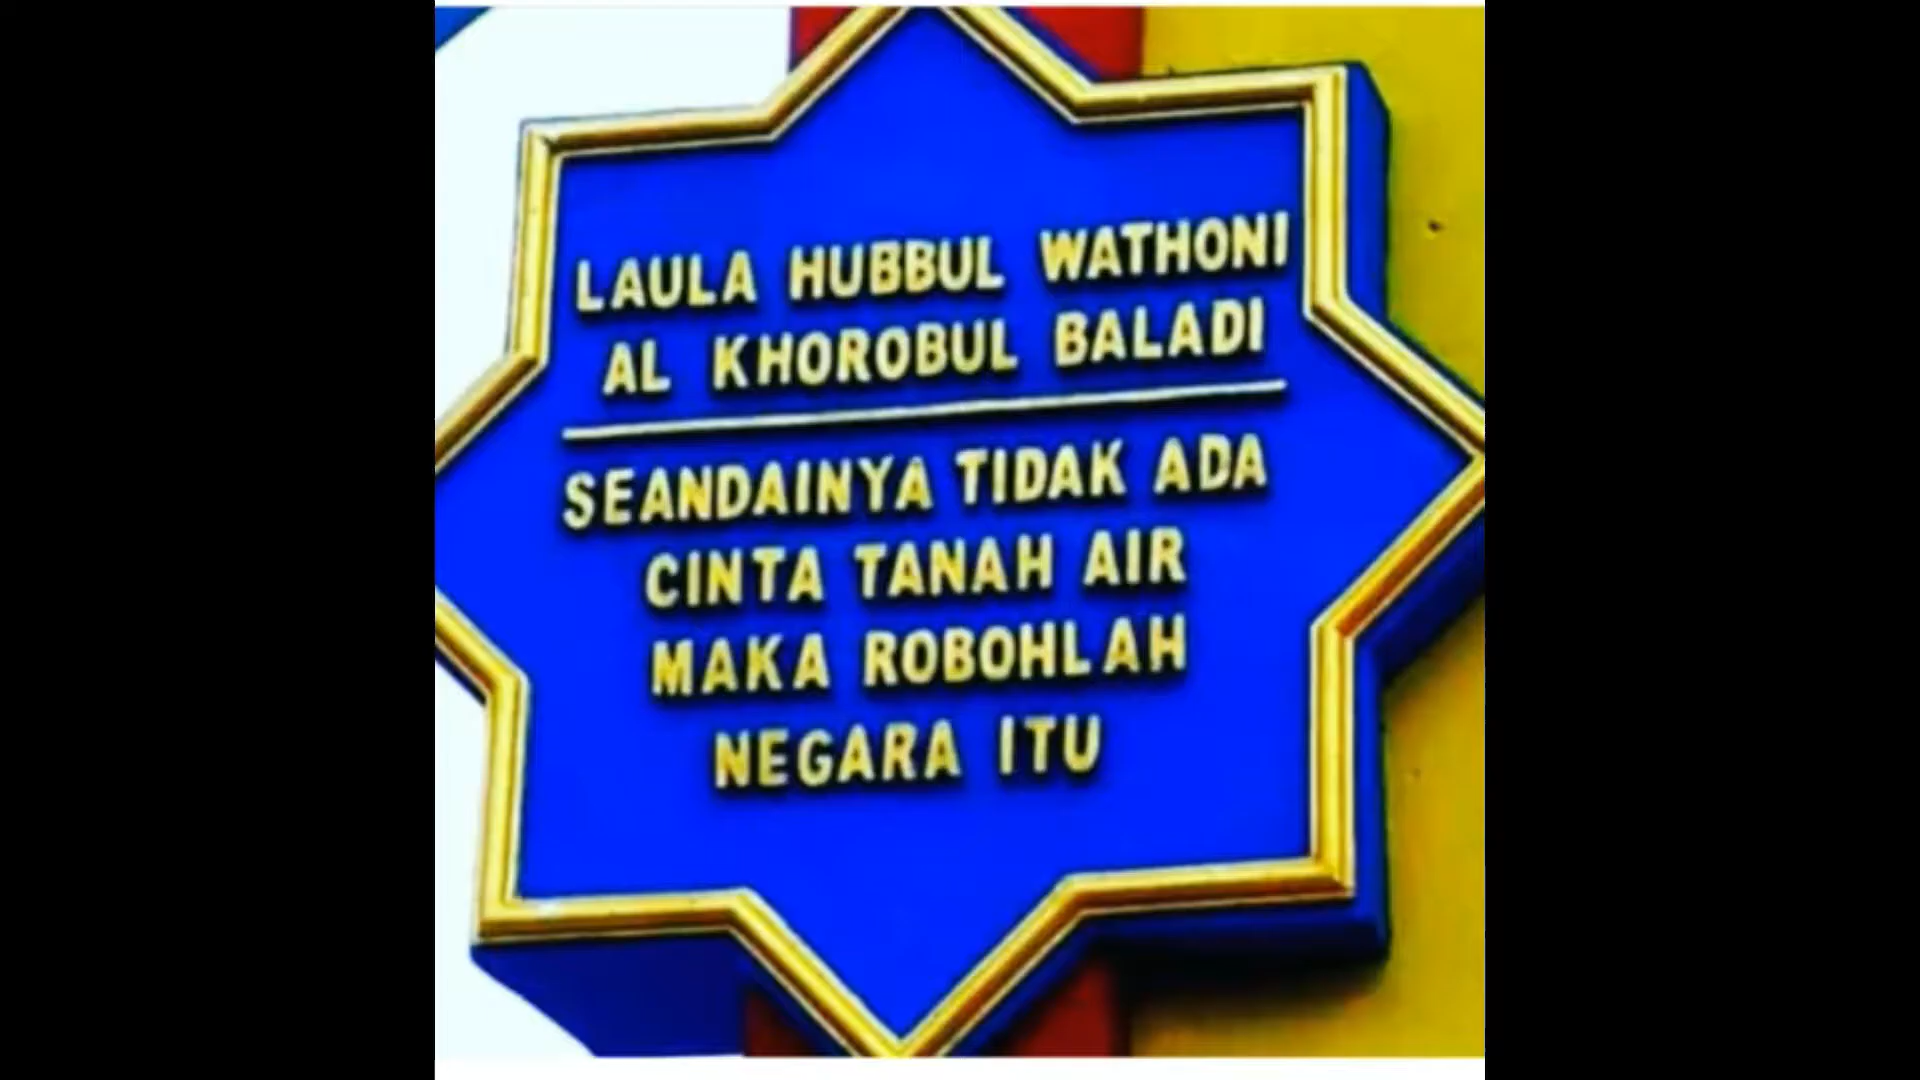 LAULA HUBBUL WATHONI
AL KHOROBUL BALADI
SEANDAINYA TIDAK ADA
CINTA TANAH AIR
MAKA ROBOHLAH
NEGARA ITU